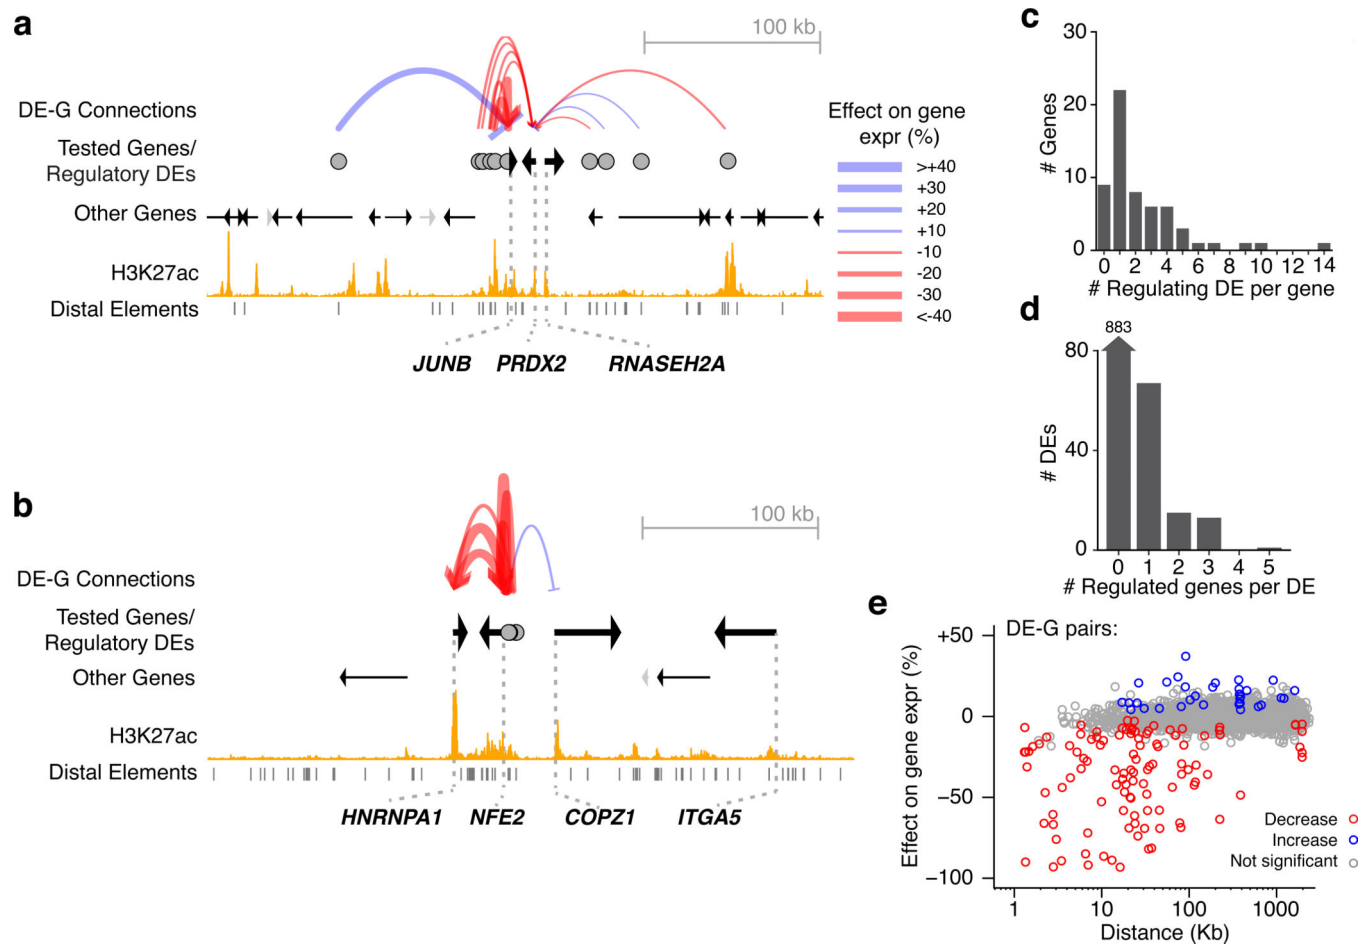 a
100 kb
DE-G Connections
Tested Genes/
Regulatory DEs
Other Genes
H3K27ac
Distal Elements
JUNB PRDX2 RNASEH2A
Effect on gene
expr (%)
>+40
+30
+20
+10
-10
-20
-30
<-40
b
100 kb
DE-G Connections
Tested Genes/
Regulatory DEs
Other Genes
H3K27ac
Distal Elements
HNRNPA1 NFE2 COPZ1 ITGA5
c
# Genes
30
20
10
0
0 2 4 6 8 10 14
# Regulating DE per gene
d
883
# DEs
80
40
0
0 1 2 3 4 5
# Regulated genes per DE
e
DE-G pairs:
Effect on gene expr (%)
+50
0
−50
−100
Decrease
Increase
Not significant
1 10 100 1000
Distance (Kb)